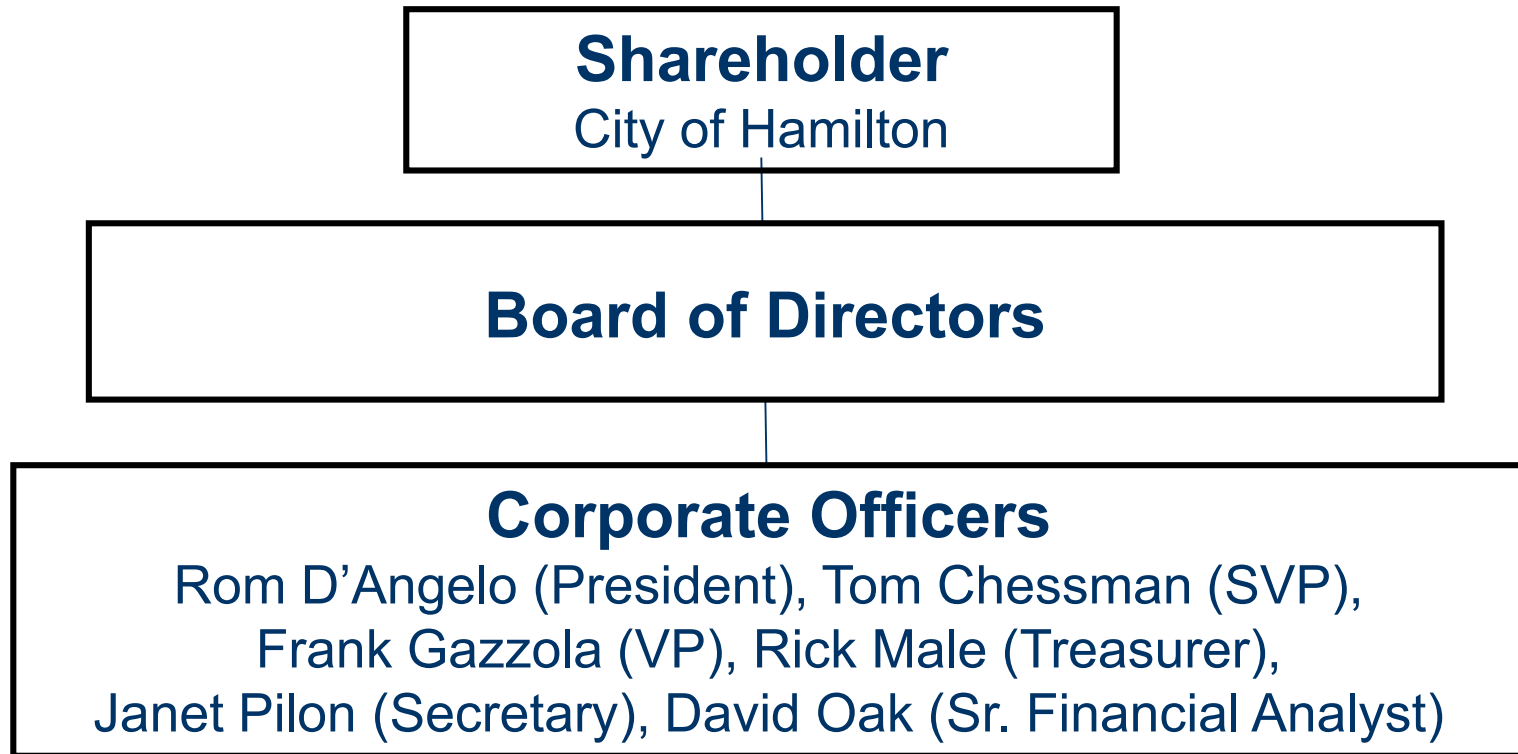 Shareholder
City of Hamilton
Board of Directors
Corporate Officers
Rom D’Angelo (President), Tom Chessman (SVP),
Frank Gazzola (VP), Rick Male (Treasurer),
Janet Pilon (Secretary), David Oak (Sr. Financial Analyst)